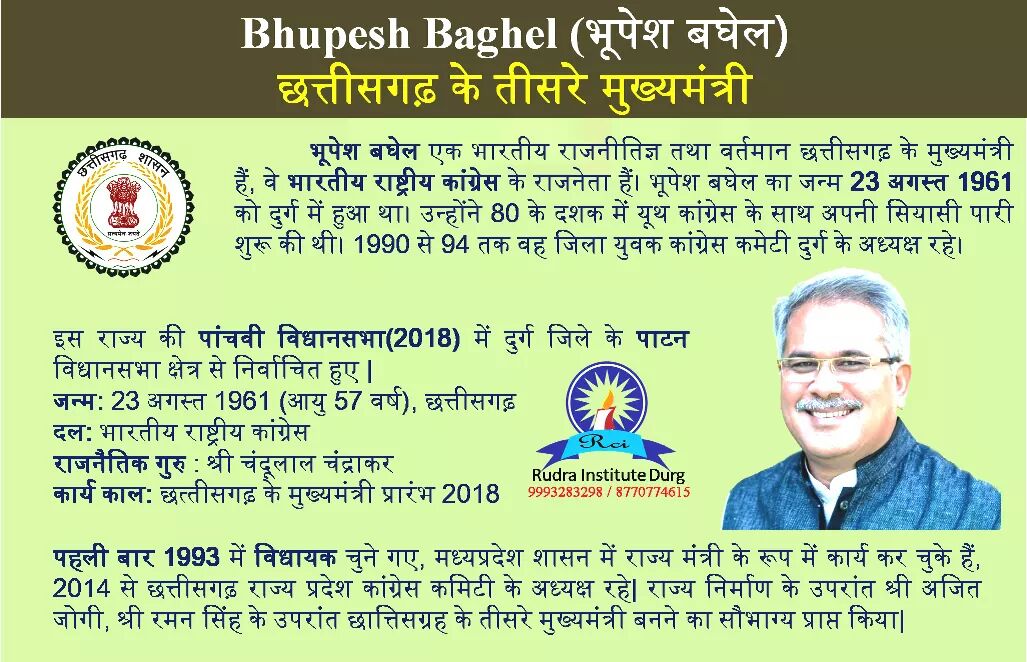 Bhupesh Baghel (भूपेश बघेल)
छत्तीसगढ़ के तीसरे मुख्यमंत्री
छत्तीसगढ़ शासन
सत्यमेव जयते
भूपेश बघेल एक भारतीय राजनीतिज्ञ तथा वर्तमान छत्तीसगढ़ के मुख्यमंत्री
हैं, वे भारतीय राष्ट्रीय कांग्रेस के राजनेता हैं। भूपेश बघेल का जन्म 23 अगस्त 1961
को दुर्ग में हुआ था। उन्होंने 80 के दशक में यूथ कांग्रेस के साथ अपनी सियासी पारी
शुरू की थी। 1990 से 94 तक वह जिला युवक कांग्रेस कमेटी दुर्ग के अध्यक्ष रहे।
इस राज्य की पांचवी विधानसभा(2018) में दुर्ग जिले के पाटन
विधानसभा क्षेत्र से निर्वाचित हुए |
जन्म: 23 अगस्त 1961 (आयु 57 वर्ष), छत्तीसगढ़
दल: भारतीय राष्ट्रीय कांग्रेस
राजनैतिक गुरु : श्री चंदूलाल चंद्राकर
कार्य काल: छत्तीसगढ़ के मुख्यमंत्री प्रारंभ 2018
Rci
Rudra Institute Durg
9993283298 / 8770774615
पहली बार 1993 में विधायक चुने गए, मध्यप्रदेश शासन में राज्य मंत्री के रूप में कार्य कर चुके हैं,
2014 से छत्तीसगढ़ राज्य प्रदेश कांग्रेस कमिटी के अध्यक्ष रहे| राज्य निर्माण के उपरांत श्री अजित
जोगी, श्री रमन सिंह के उपरांत छात्तिसग्रह के तीसरे मुख्यमंत्री बनने का सौभाग्य प्राप्त किया|